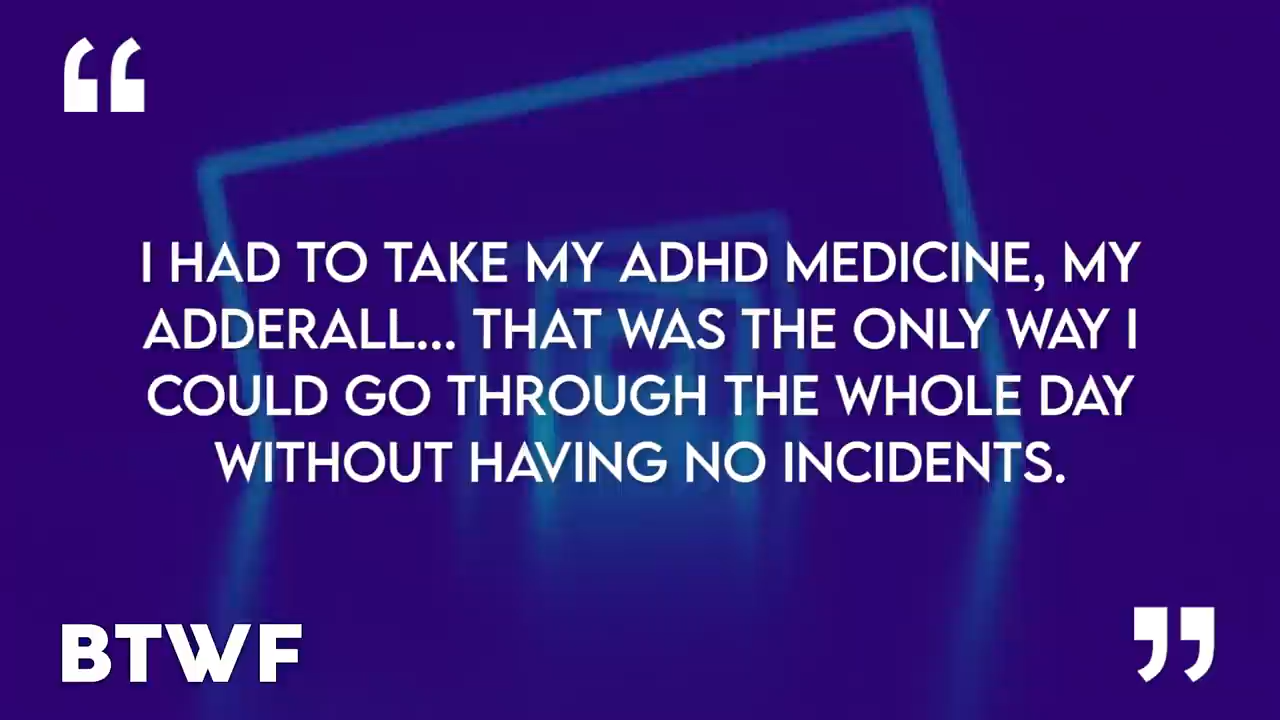 “
I HAD TO TAKE MY ADHD MEDICINE, MY
ADDERALL... THAT WAS THE ONLY WAY I
COULD GO THROUGH THE WHOLE DAY
WITHOUT HAVING NO INCIDENTS.
BTWF
”